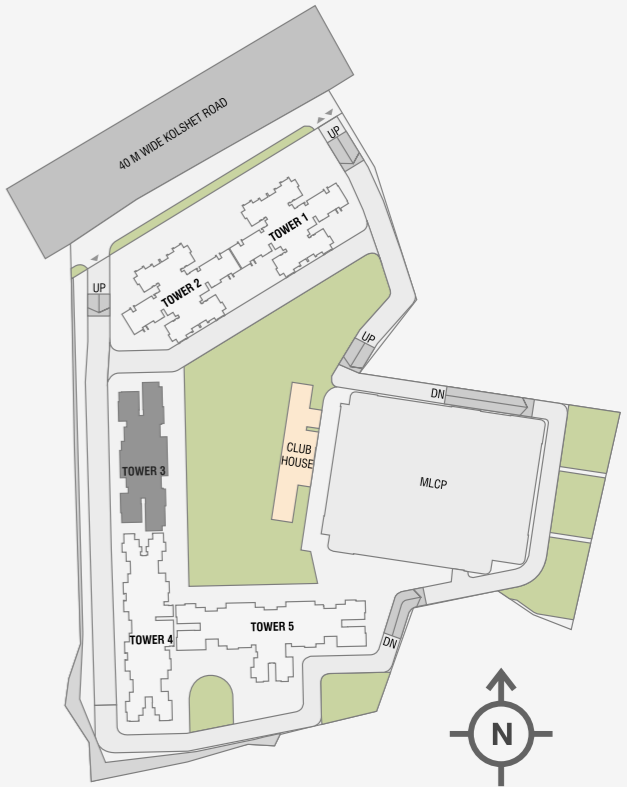 40 M WIDE KOLSHET ROAD
UP
TOWER 1
UP
TOWER 2
UP
DN
TOWER 3
CLUB
HOUSE
MLCP
TOWER 4
TOWER 5
DN
N